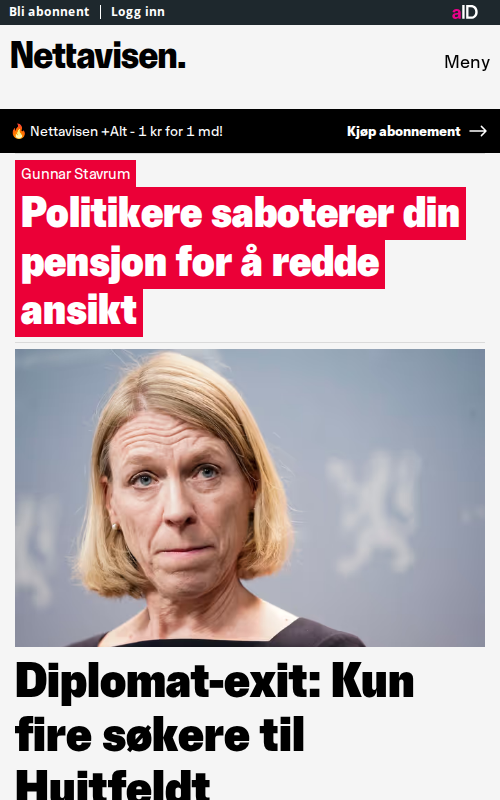 Bli abonnent | Logg inn
aID
Nettavisen.
Meny
Nettavisen +Alt - 1 kr for 1 md!
Kjøp abonnement
Gunnar Stavrum
Politikere saboterer din
pensjon for å redde
ansikt
Diplomat-exit: Kun
fire søkere til
Huitfeldt